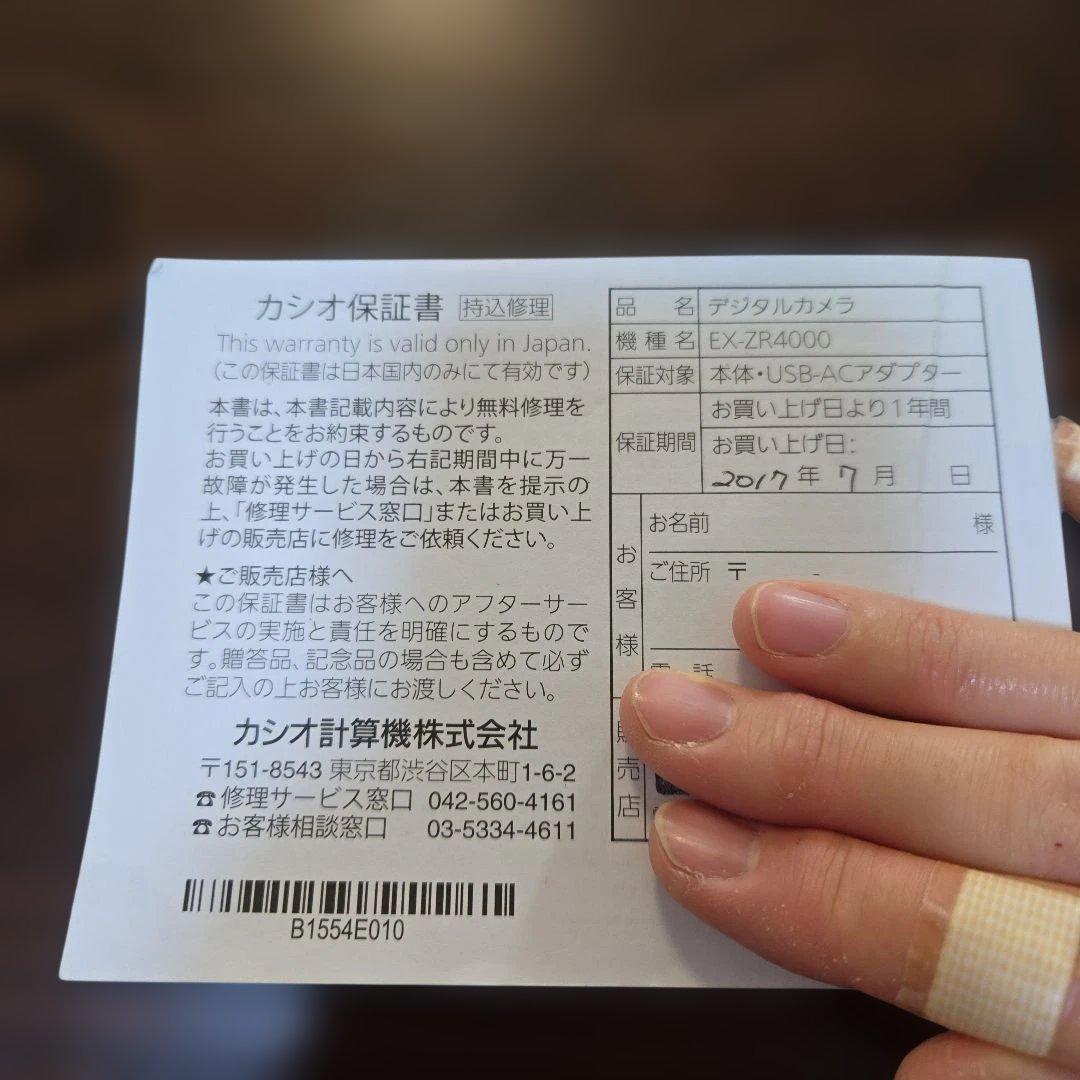 カシオ保証書 持込修理
This warranty is valid only in Japan.
(この保証書は日本国内のみにて有効です)
本書は、本書記載内容により無料修理を
行うことをお約束するものです。
お買い上げの日から右記期間中に万一
故障が発生した場合は、本書を提示の
上、「修理サービス窓口」またはお買い上
げの販売店に修理をご依頼ください。
★ご販売店様へ
この保証書はお客様へのアフターサー
ビスの実施と責任を明確にするもので
す。贈答品、記念品の場合も含めて必ず
ご記入の上お客様にお渡しください。
カシオ計算機株式会社
〒151-8543 東京都渋谷区本町1-6-2
☎修理サービス窓口 042-560-4161
☎お客様相談窓口 03-5334-4611
B1554E010
品名 デジタルカメラ
機種名 EX-ZR4000
保証対象 本体・USB-ACアダプター
保証期間 お買い上げ日より1年間
お買い上げ日:
2017年 7月 日
お客様
お名前 様
ご住所 〒 -
電話
販売店